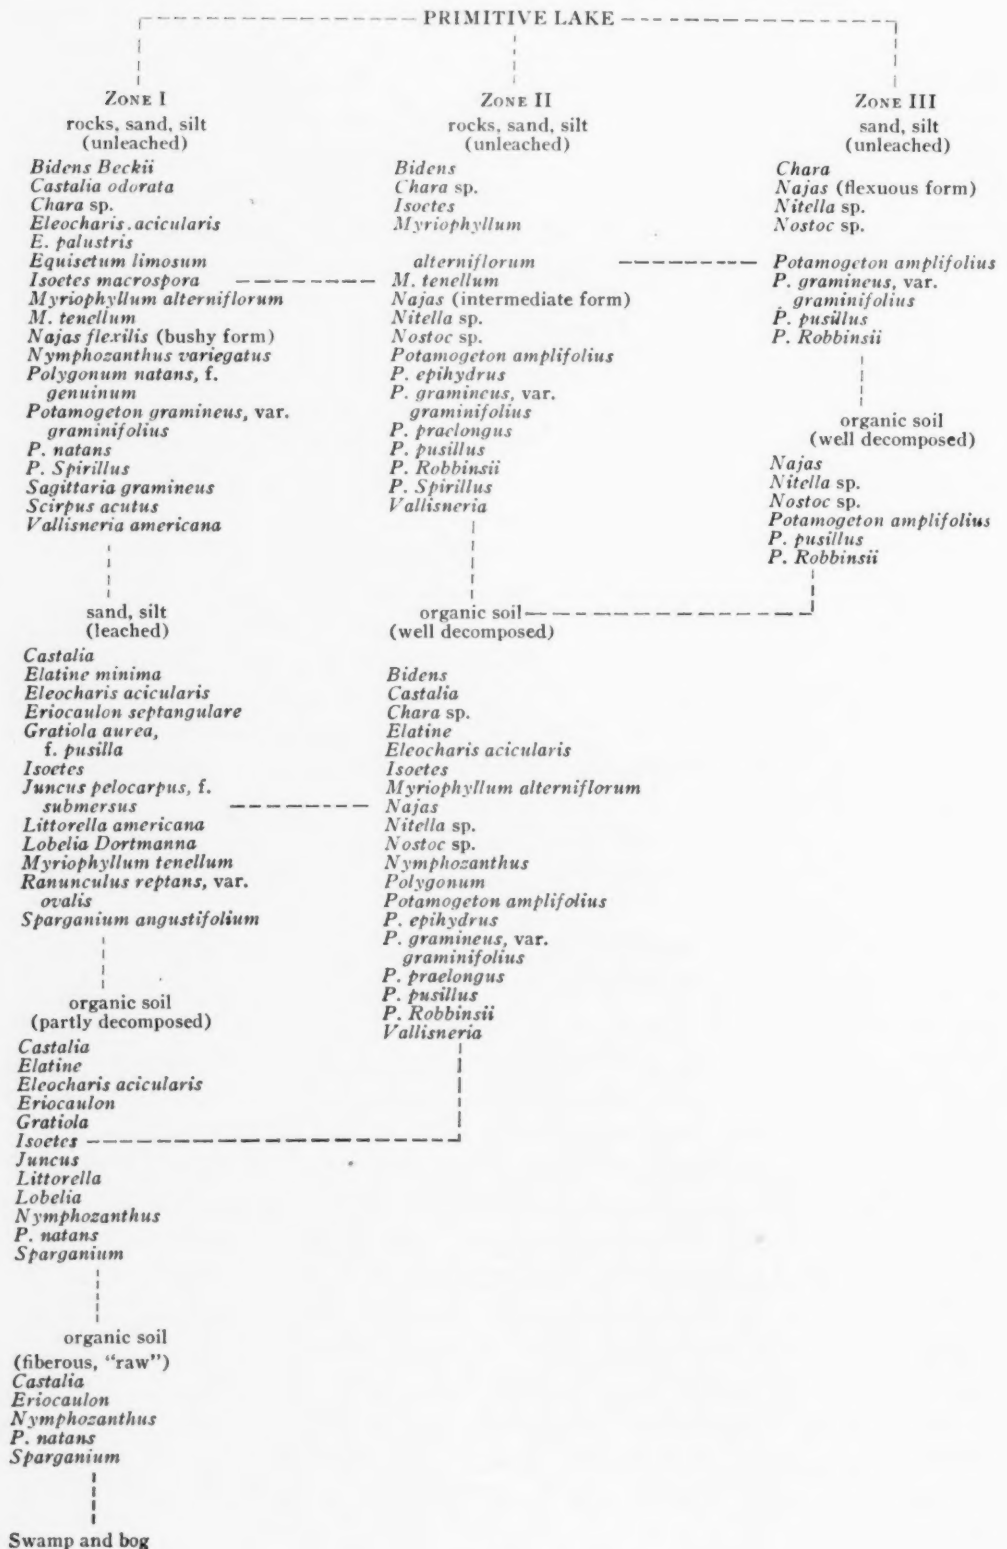 PRIMITIVE LAKE
ZONE I
rocks, sand, silt
(unleached)
Bidens Beckii
Castalia odorata
Chara sp.
Eleocharis acicularis
E. palustris
Equisetum limosum
Isoetes macrospora
Myriophyllum alterniflorum
M. tenellum
Najas flexilis (bushy form)
Nymphozanthus variegatus
Polygonum natans, f.
genuinum
Potamogeton gramineus, var.
graminifolius
P. natans
P. Spirillus
Sagittaria gramineus
Scirpus acutus
Vallisneria americana
sand, silt
(leached)
Castalia
Elatine minima
Eleocharis acicularis
Eriocaulon septangulare
Gratiola aurea,
f. pusilla
Isoetes
Juncus pelocarpus, f.
submersus
Littorella americana
Lobelia Dortmanna
Myriophyllum tenellum
Ranunculus reptans, var.
ovalis
Sparganium angustifolium
organic soil
(partly decomposed)
Castalia
Elatine
Eleocharis acicularis
Eriocaulon
Gratiola
Isoetes
Juncus
Littorella
Lobelia
Nymphozanthus
P. natans
Sparganium
organic soil
(fiberous, "raw")
Castalia
Eriocaulon
Nymphozanthus
P. natans
Sparganium
Swamp and bog
ZONE II
rocks, sand, silt
(unleached)
Bidens
Chara sp.
Isoetes
Myriophyllum
alterniflorum
M. tenellum
Najas (intermediate form)
Nitella sp.
Nostoc sp.
Potamogeton amplifolius
P. epihydrus
P. gramineus, var.
graminifolius
P. praelongus
P. pusillus
P. Robbinsii
P. Spirillus
Vallisneria
organic soil
(well decomposed)
Bidens
Castalia
Chara sp.
Elatine
Eleocharis acicularis
Isoetes
Myriophyllum alterniflorum
Najas
Nitella sp.
Nostoc sp.
Nymphozanthus
Polygonum
Potamogeton amplifolius
P. epihydrus
P. gramineus, var.
graminifolius
P. praelongus
P. pusillus
P. Robbinsii
Vallisneria
ZONE III
sand, silt
(unleached)
Chara
Najas (flexuous form)
Nitella sp.
Nostoc sp.
Potamogeton amplifolius
P. gramineus, var.
graminifolius
P. pusillus
P. Robbinsii
organic soil
(well decomposed)
Najas
Nitella sp.
Nostoc sp.
Potamogeton amplifolius
P. pusillus
P. Robbinsii